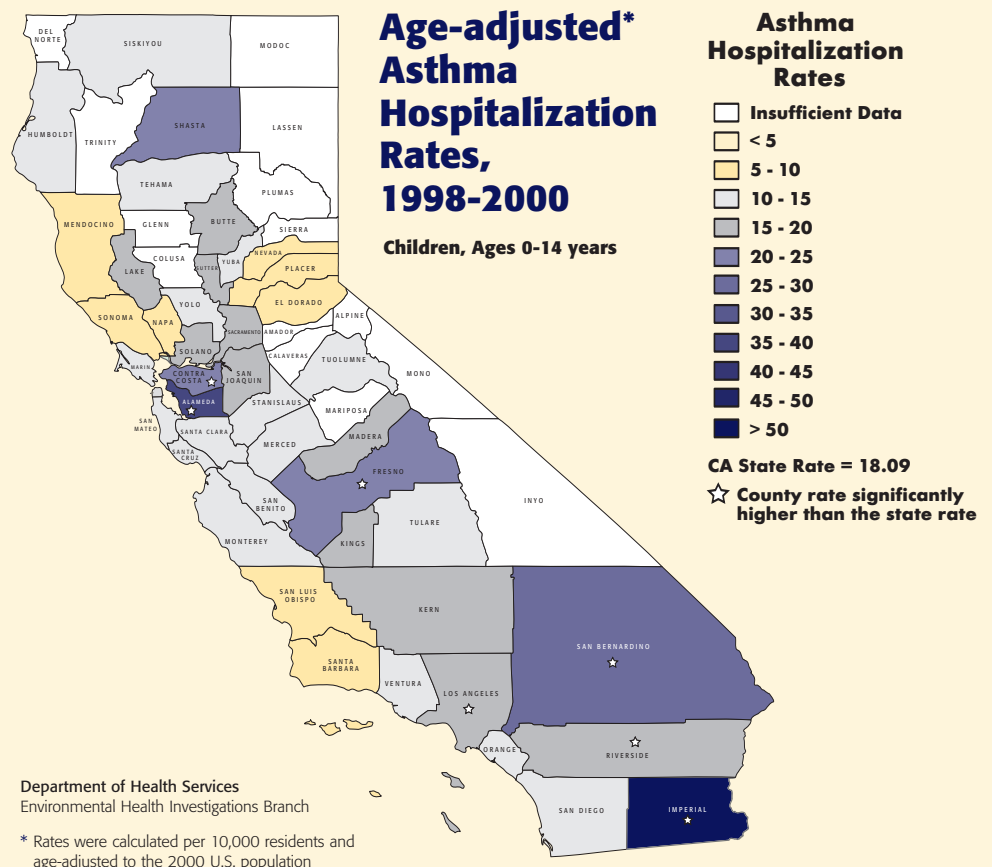 Age-adjusted*
Asthma
Hospitalization
Rates,
1998-2000
Children, Ages 0-14 years
Asthma
Hospitalization
Rates
Insufficient Data
< 5
5 - 10
10 - 15
15 - 20
20 - 25
25 - 30
30 - 35
35 - 40
40 - 45
45 - 50
> 50
CA State Rate = 18.09
County rate significantly
higher than the state rate
DEL
NORTE
SISKIYOU
MODOC
HUMBOLDT
TRINITY
SHASTA
LASSEN
TEHAMA
PLUMAS
MENDOCINO
GLENN
BUTTE
SIERRA
COLUSA
LAKE
SUTTER
YUBA
NEVADA
PLACER
SONOMA
NAPA
YOLO
EL DORADO
ALPINE
SACRAMENTO
AMADOR
SOLANO
CALAVERAS
TUOLUMNE
MARIN
CONTRA
COSTA
SAN
JOAQUIN
MONO
ALAMEDA
STANISLAUS
MARIPOSA
SAN
MATEO
SANTA CLARA
SANTA
CRUZ
MERCED
MADERA
FRESNO
SAN
BENITO
INYO
MONTEREY
KINGS
TULARE
SAN LUIS
OBISPO
KERN
SANTA
BARBARA
SAN BERNARDINO
VENTURA
LOS ANGELES
ORANGE
RIVERSIDE
SAN DIEGO
IMPERIAL
Department of Health Services
Environmental Health Investigations Branch
* Rates were calculated per 10,000 residents and
age-adjusted to the 2000 U.S. population